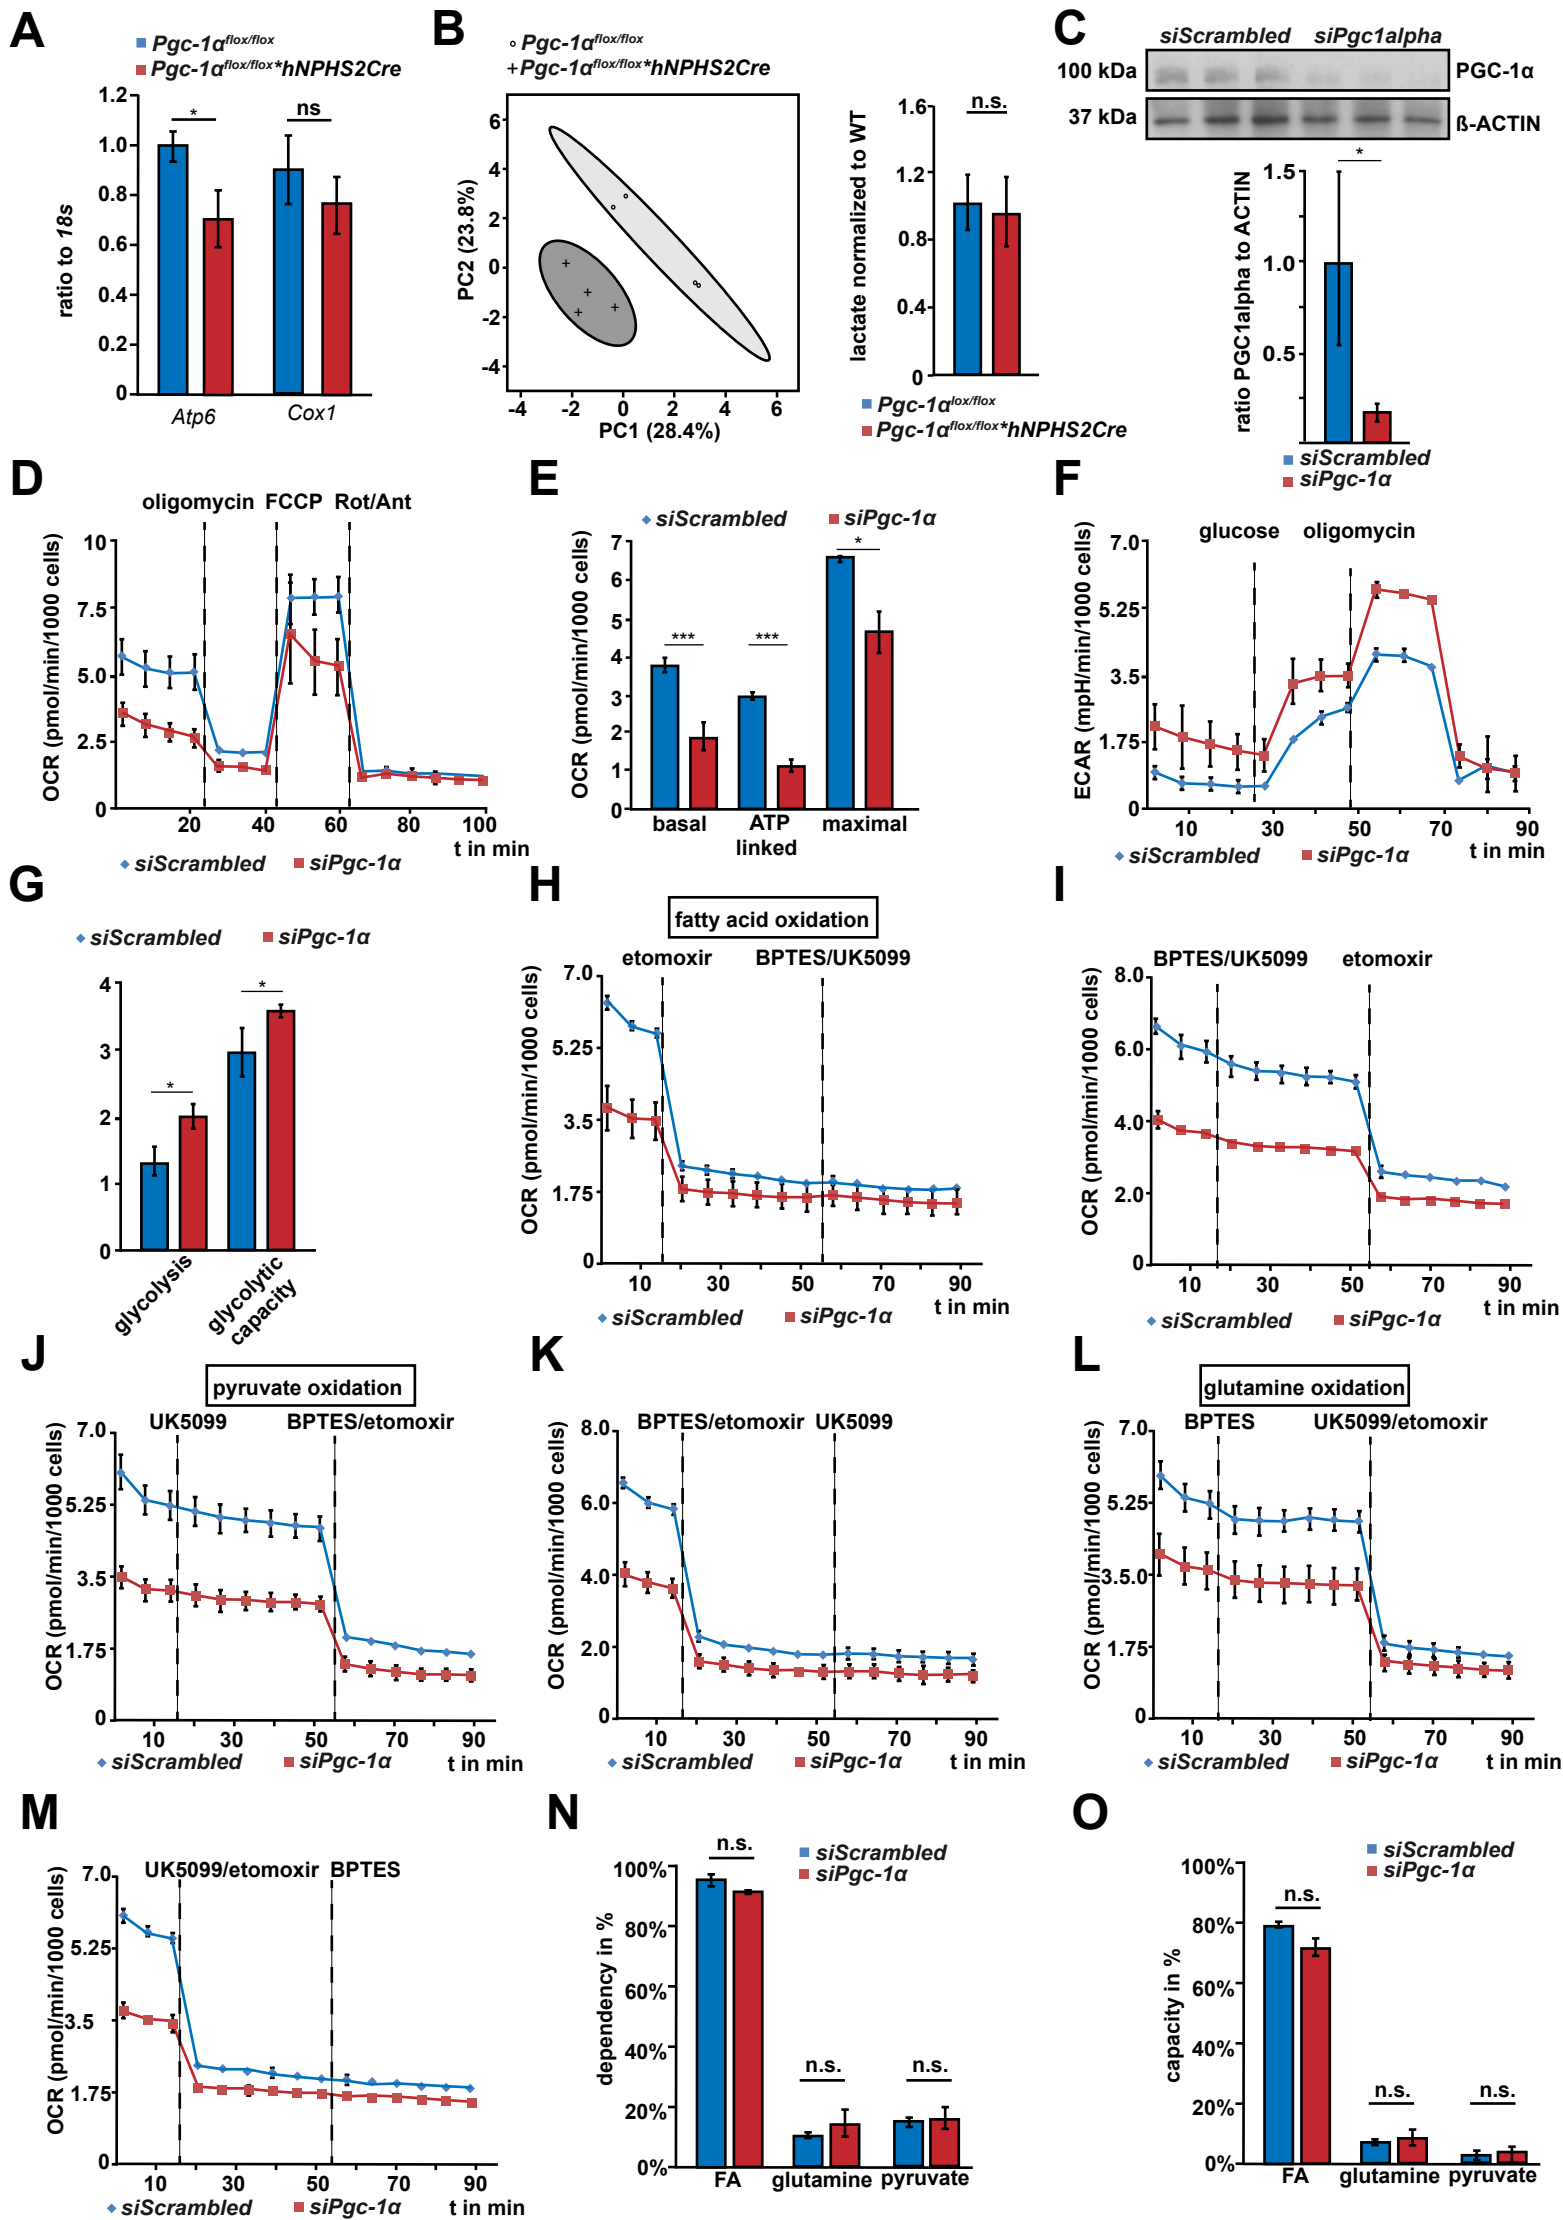 A
Pgc-1α^flox/flox
Pgc-1α^flox/flox*hNPHS2Cre
1.2
1.0
0.8
0.6
0.4
0.2
0
ratio to 18s
*
ns
Atp6 Cox1
B
Pgc-1α^flox/flox
+Pgc-1α^flox/flox*hNPHS2Cre
6
4
2
0
-2
-4
PC2 (23.8%)
-4 -2 0 2 4 6
PC1 (28.4%)
1.6
1.2
0.8
0.4
0
lactate normalized to WT
n.s.
Pgc-1α^lox/flox
Pgc-1α^flox/flox*hNPHS2Cre
C
siScrambled siPgc1alpha
100 kDa PGC-1α
37 kDa ß-ACTIN
*
1.5
1.0
0.5
ratio PGC1alpha to ACTIN
siScrambled
siPgc-1α
D
oligomycin FCCP Rot/Ant
10
7.5
5.0
2.5
0
OCR (pmol/min/1000 cells)
20 40 60 80 100
t in min
siScrambled siPgc-1α
E
siScrambled siPgc-1α
7
6
5
4
3
2
1
0
OCR (pmol/min/1000 cells)
*** *** *
basal ATP linked maximal
F
glucose oligomycin
7.0
5.25
3.5
1.75
0
ECAR (mpH/min/1000 cells)
10 30 50 70 90
t in min
siScrambled siPgc-1α
G
siScrambled siPgc-1α
4
3
2
1
0
* *
glycolysis
glycolytic
capacity
H
fatty acid oxidation
etomoxir BPTES/UK5099
7.0
5.25
3.5
1.75
0
OCR (pmol/min/1000 cells)
10 30 50 70 90
t in min
siScrambled siPgc-1α
I
BPTES/UK5099 etomoxir
8.0
6.0
4.0
2.0
0
OCR (pmol/min/1000 cells)
10 30 50 70 90
t in min
siScrambled siPgc-1α
J
pyruvate oxidation
UK5099 BPTES/etomoxir
7.0
5.25
3.5
1.75
0
OCR (pmol/min/1000 cells)
10 30 50 70 90
siScrambled siPgc-1α t in min
K
BPTES/etomoxir UK5099
8.0
6.0
4.0
2.0
0
OCR (pmol/min/1000 cells)
10 30 50 70 90
siScrambled siPgc-1α t in min
L
glutamine oxidation
BPTES UK5099/etomoxir
7.0
5.25
3.5.0
1.75
0
OCR (pmol/min/1000 cells)
10 30 50 70 90
siScrambled siPgc-1α t in min
M
UK5099/etomoxir BPTES
7.0
5.25
3.5
1.75
0
OCR (pmol/min/1000 cells)
10 30 50 70 90
siScrambled siPgc-1α t in min
N
siScrambled
siPgc-1α
100%
80%
60%
40%
20%
0%
dependency in %
n.s. n.s. n.s.
FA glutamine pyruvate
O
siScrambled
siPgc-1α
100%
80%
60%
40%
20%
0%
capacity in %
n.s. n.s. n.s.
FA glutamine pyruvate